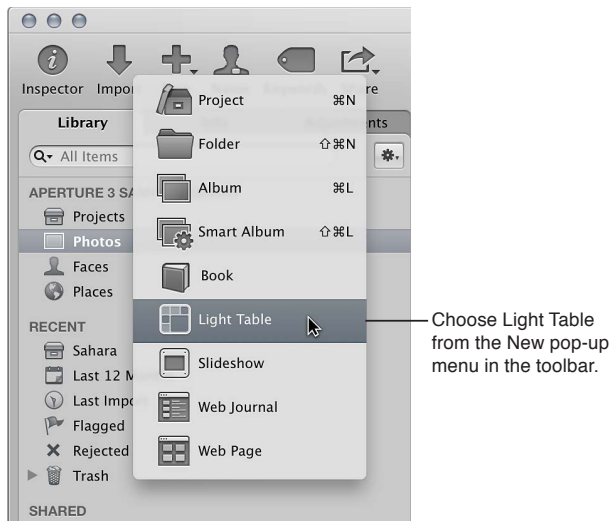 Inspector Impor
Library
All Items
APERTURE 3 SA
Projects
Photos
Faces
Places
RECENT
Sahara
Last 12 M
Last Impo
Flagged
Rejected
Trash
SHARED
Project ⌘N
Folder ⇧⌘N
Album ⌘L
Smart Album ⇧⌘L
Book
Light Table
Slideshow
Web Journal
Web Page
Choose Light Table
from the New pop-up
menu in the toolbar.